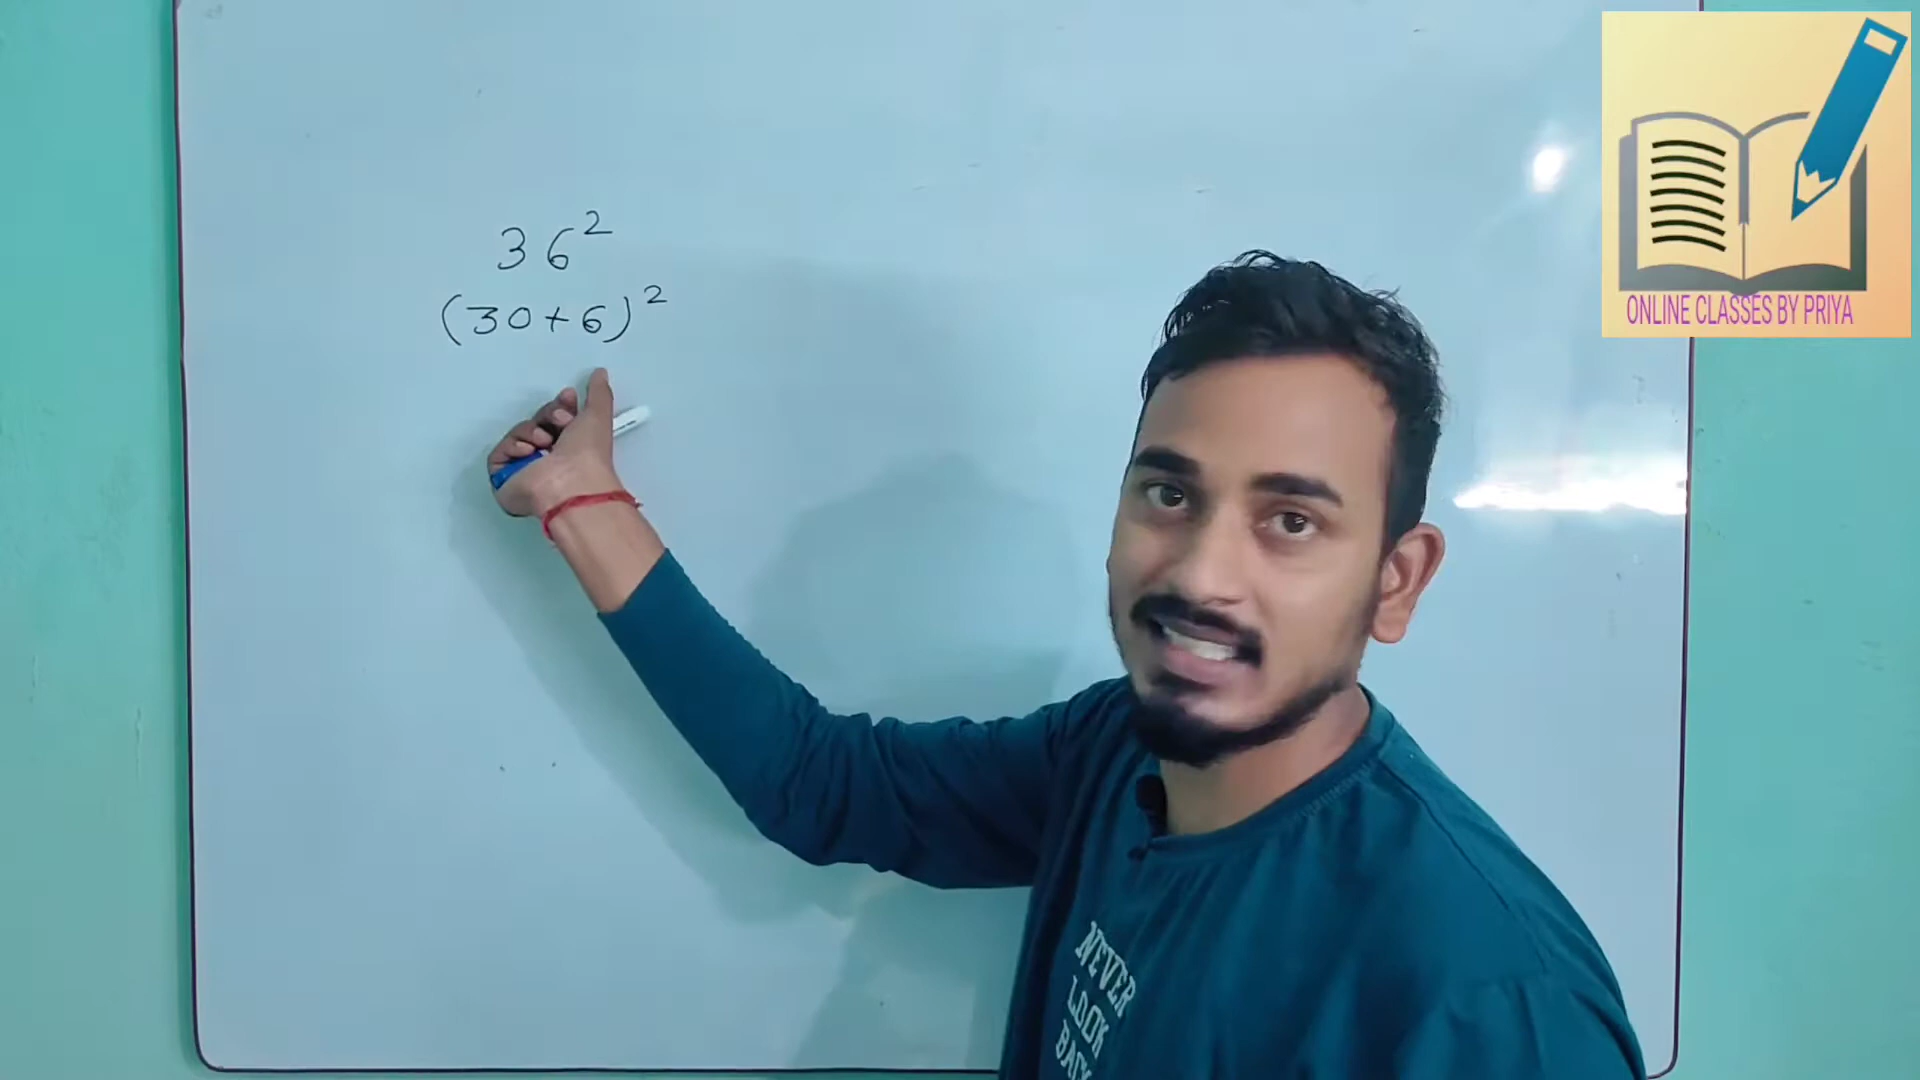 36²
(30+6)²
ONLINE CLASSES BY PRIYA
NEVER
LOOK
BACK